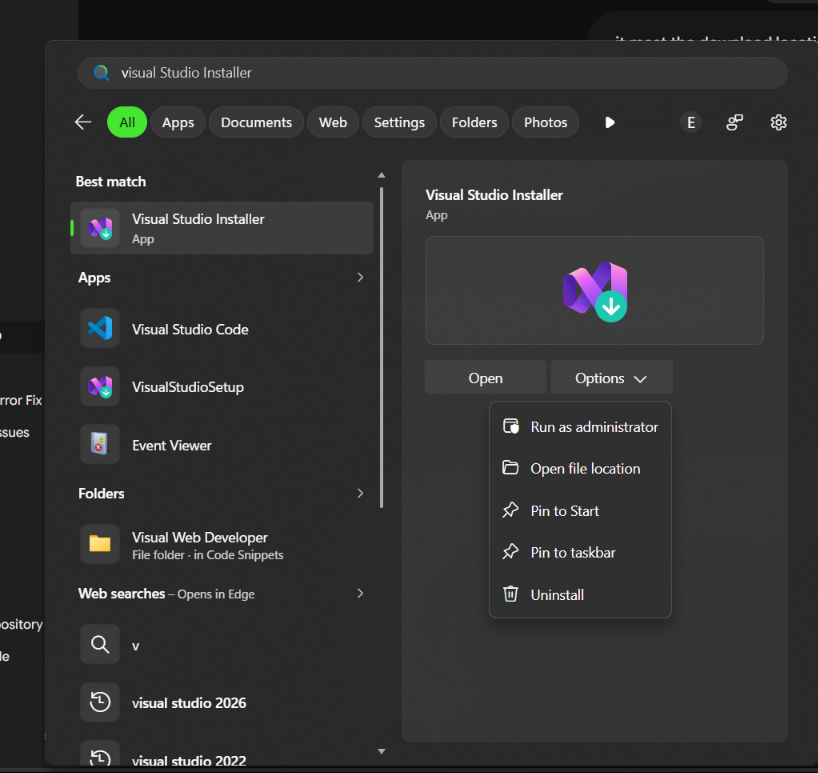 visual Studio Installer
All
Apps
Documents
Web
Settings
Folders
Photos
E
Best match
Visual Studio Installer
App
Apps
Visual Studio Code
VisualStudioSetup
Event Viewer
Folders
Visual Web Developer
File folder · in Code Snippets
Web searches – Opens in Edge
v
visual studio 2026
visual studio 2022
Visual Studio Installer
App
Open
Options
Run as administrator
Open file location
Pin to Start
Pin to taskbar
Uninstall
rror Fix
ssues
ository
le